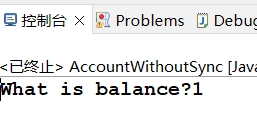 控制台 Problems Debug
<已终止> AccountWithoutSync [Java
What is balance?1